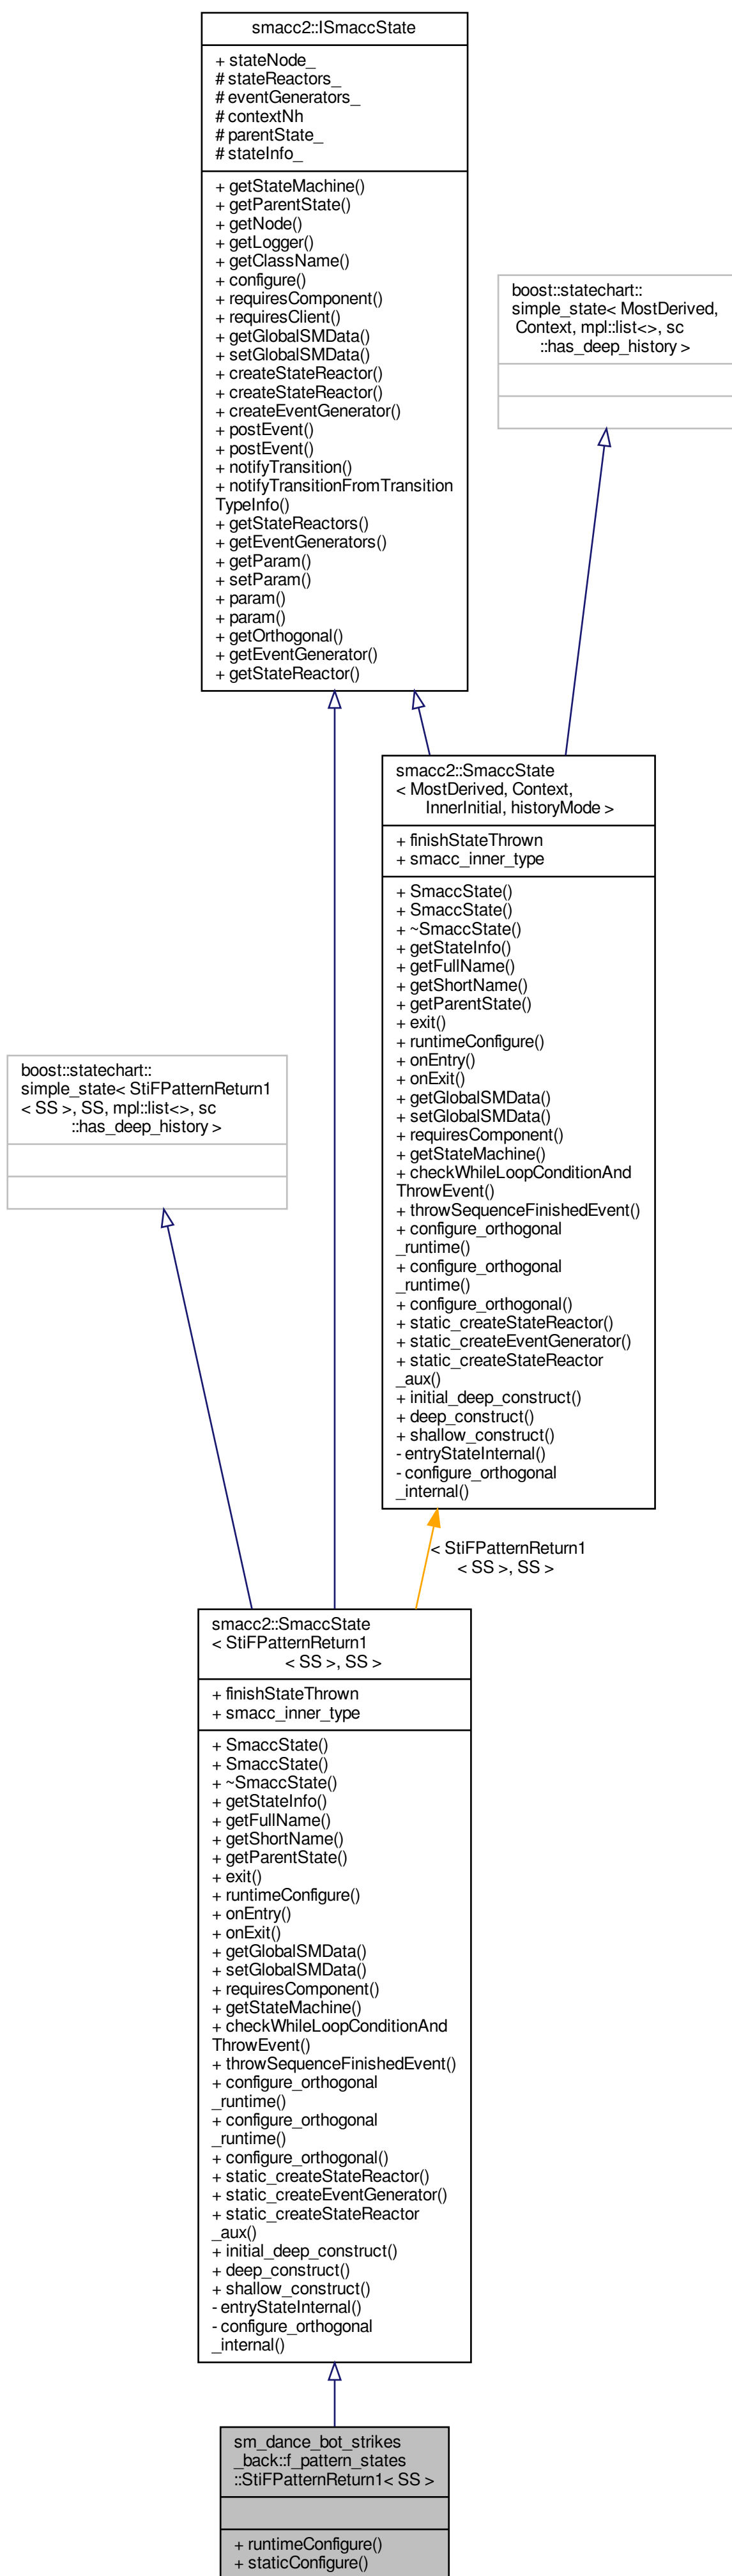 smacc2::ISmaccState
+ stateNode_
# stateReactors_
# eventGenerators_
# contextNh
# parentState_
# stateInfo_
+ getStateMachine()
+ getParentState()
+ getNode()
+ getLogger()
+ getClassName()
+ configure()
+ requiresComponent()
+ requiresClient()
+ getGlobalSMData()
+ setGlobalSMData()
+ createStateReactor()
+ createStateReactor()
+ createEventGenerator()
+ postEvent()
+ postEvent()
+ notifyTransition()
+ notifyTransitionFromTransition
TypeInfo()
+ getStateReactors()
+ getEventGenerators()
+ getParam()
+ setParam()
+ param()
+ param()
+ getOrthogonal()
+ getEventGenerator()
+ getStateReactor()
boost::statechart::
simple_state< MostDerived,
Context, mpl::list<>, sc
::has_deep_history >
smacc2::SmaccState
< MostDerived, Context,
InnerInitial, historyMode >
+ finishStateThrown
+ smacc_inner_type
+ SmaccState()
+ SmaccState()
+ ~SmaccState()
+ getStateInfo()
+ getFullName()
+ getShortName()
+ getParentState()
+ exit()
+ runtimeConfigure()
+ onEntry()
+ onExit()
+ getGlobalSMData()
+ setGlobalSMData()
+ requiresComponent()
+ getStateMachine()
+ checkWhileLoopConditionAnd
ThrowEvent()
+ throwSequenceFinishedEvent()
+ configure_orthogonal
_runtime()
+ configure_orthogonal
_runtime()
+ configure_orthogonal()
+ static_createStateReactor()
+ static_createEventGenerator()
+ static_createStateReactor
_aux()
+ initial_deep_construct()
+ deep_construct()
+ shallow_construct()
- entryStateInternal()
- configure_orthogonal
_internal()
boost::statechart::
simple_state< StiFPatternReturn1
< SS >, SS, mpl::list<>, sc
::has_deep_history >
< StiFPatternReturn1
< SS >, SS >
smacc2::SmaccState
< StiFPatternReturn1
< SS >, SS >
+ finishStateThrown
+ smacc_inner_type
+ SmaccState()
+ SmaccState()
+ ~SmaccState()
+ getStateInfo()
+ getFullName()
+ getShortName()
+ getParentState()
+ exit()
+ runtimeConfigure()
+ onEntry()
+ onExit()
+ getGlobalSMData()
+ setGlobalSMData()
+ requiresComponent()
+ getStateMachine()
+ checkWhileLoopConditionAnd
ThrowEvent()
+ throwSequenceFinishedEvent()
+ configure_orthogonal
_runtime()
+ configure_orthogonal
_runtime()
+ configure_orthogonal()
+ static_createStateReactor()
+ static_createEventGenerator()
+ static_createStateReactor
_aux()
+ initial_deep_construct()
+ deep_construct()
+ shallow_construct()
- entryStateInternal()
- configure_orthogonal
_internal()
sm_dance_bot_strikes
_back::f_pattern_states
::StiFPatternReturn1< SS >
+ runtimeConfigure()
+ staticConfigure()